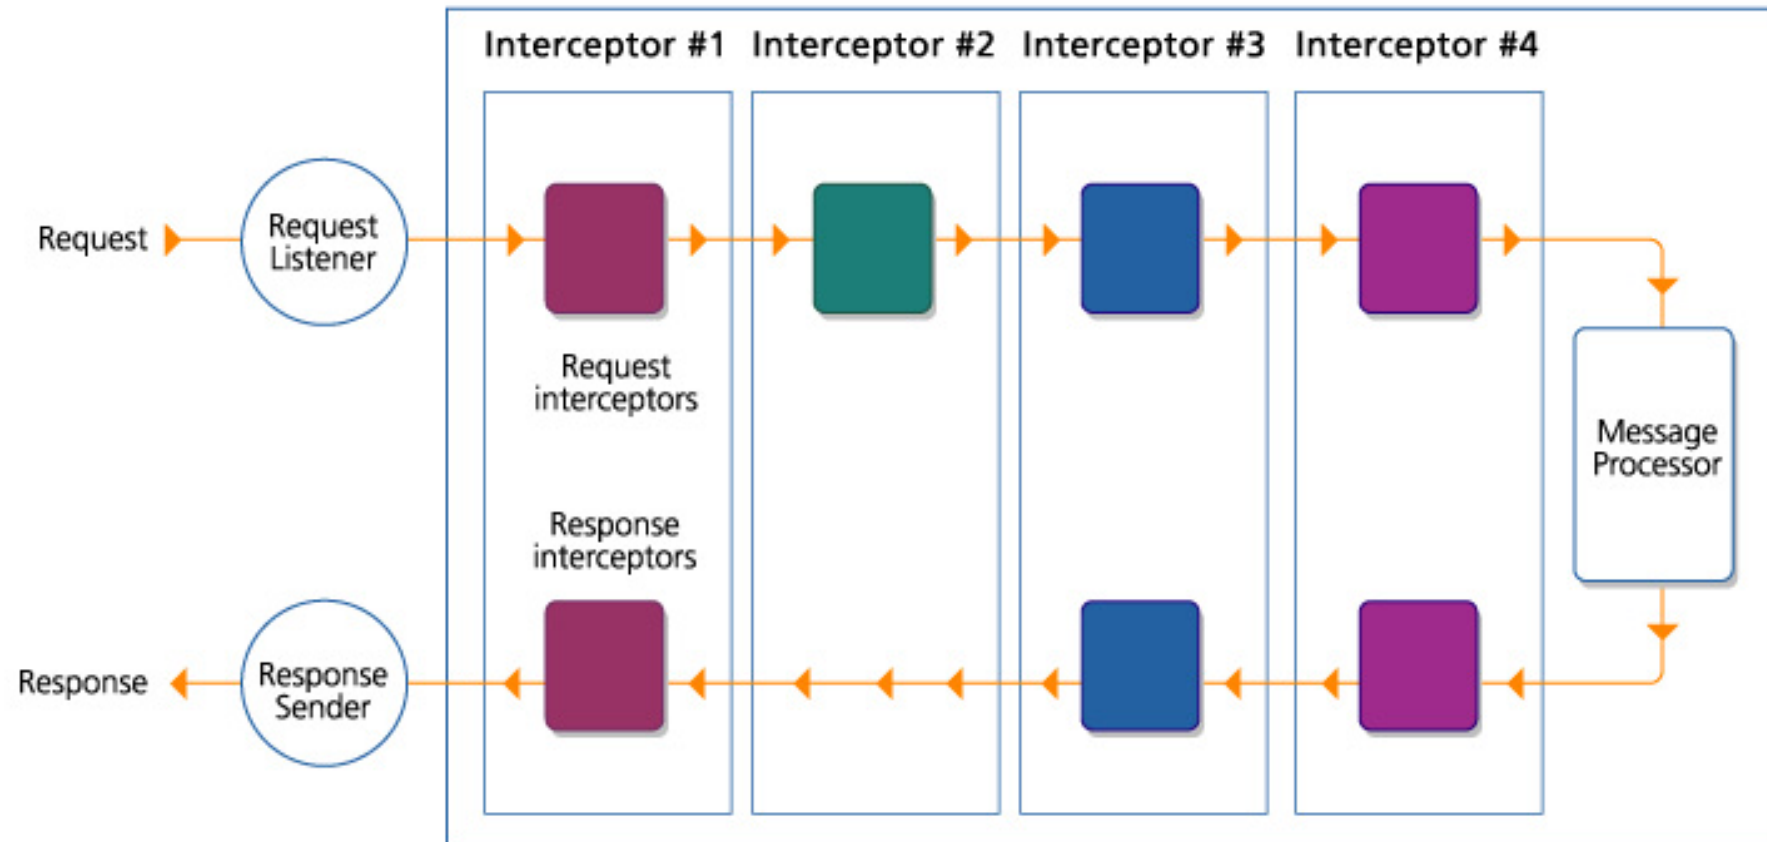 Interceptor #1 Interceptor #2 Interceptor #3 Interceptor #4
Request
Request
Listener
Request
interceptors
Message
Processor
Response
interceptors
Response
Response
Sender